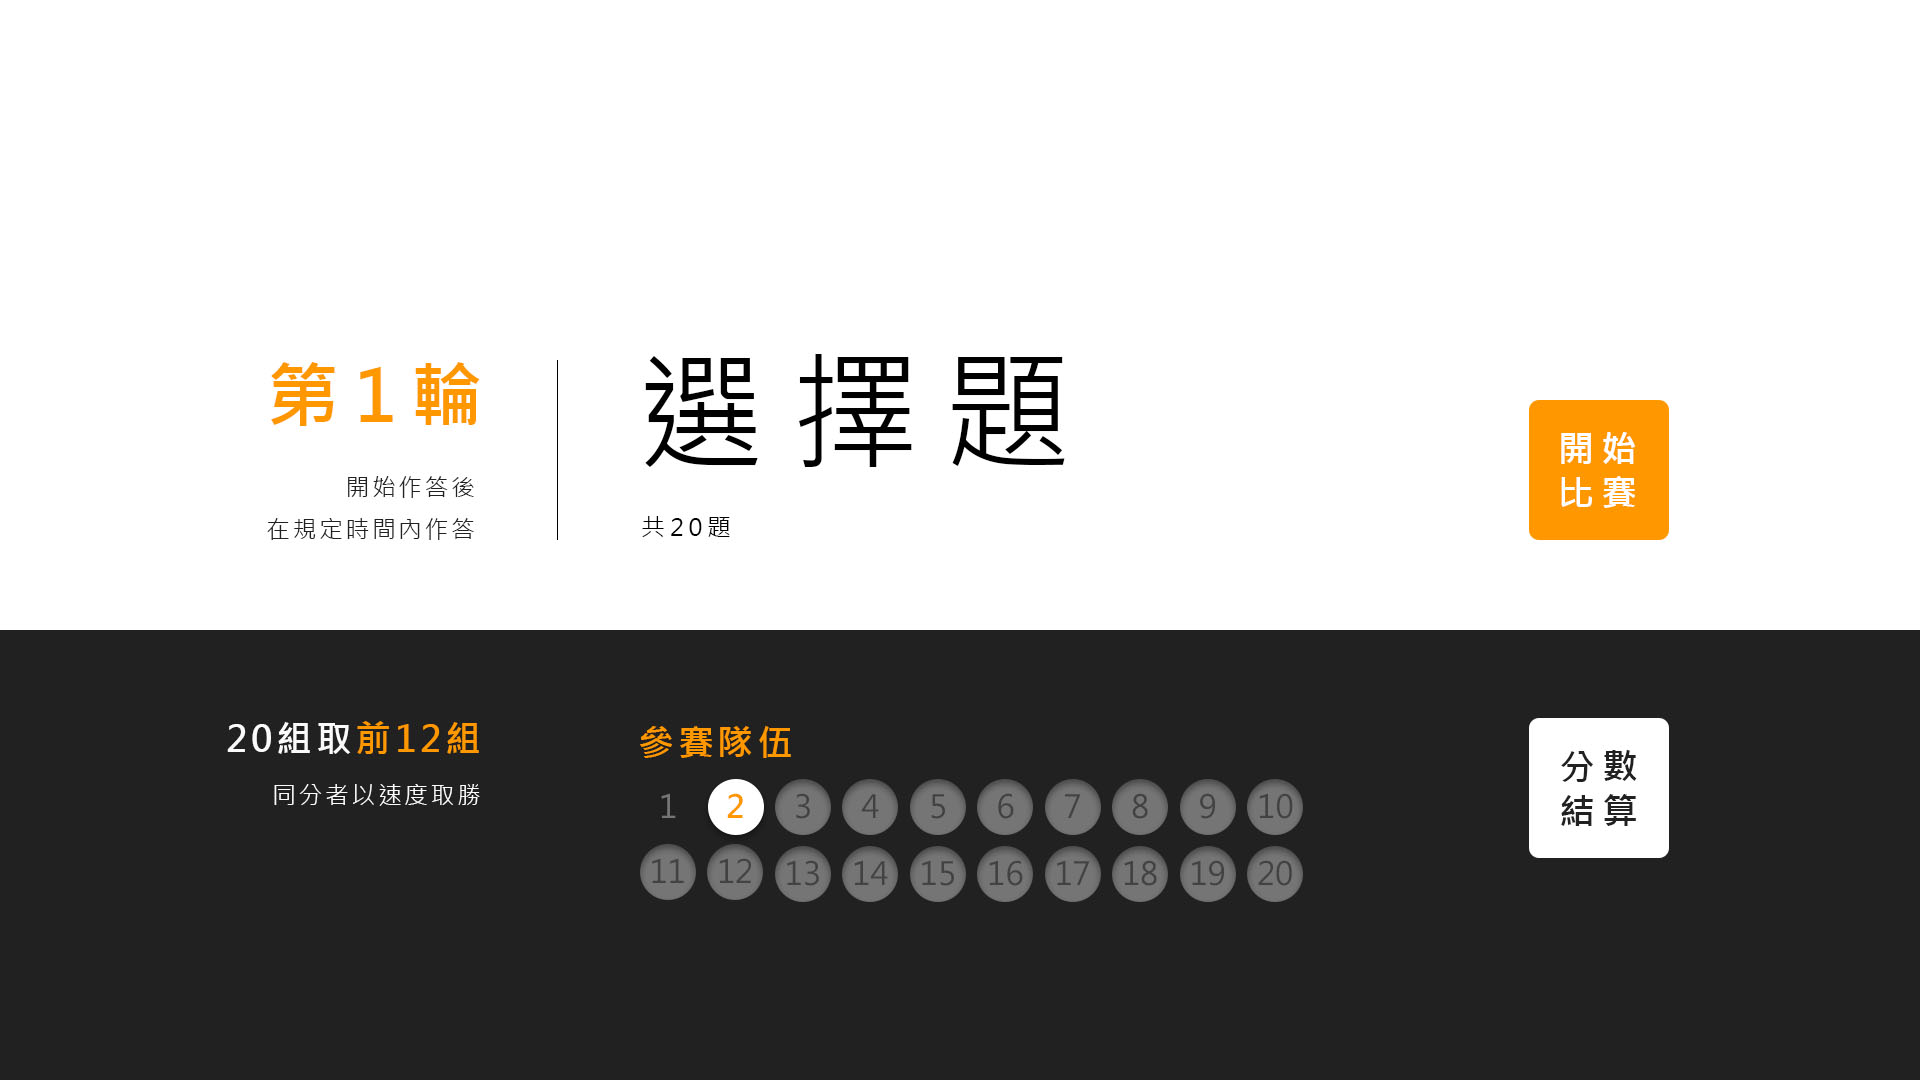 第1輪
開始作答後
在規定時間內作答
選擇題
共20題
開始
比賽
20組取前12組
同分者以速度取勝
參賽隊伍
1 2 3 4 5 6 7 8 9 10
11 12 13 14 15 16 17 18 19 20
分數
結算